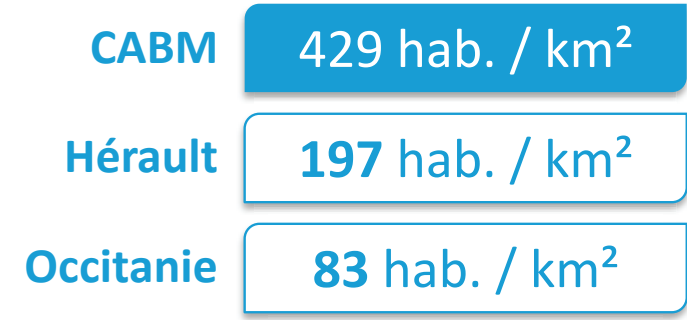 CABM 429 hab. / km²
Hérault 197 hab. / km²
Occitanie 83 hab. / km²